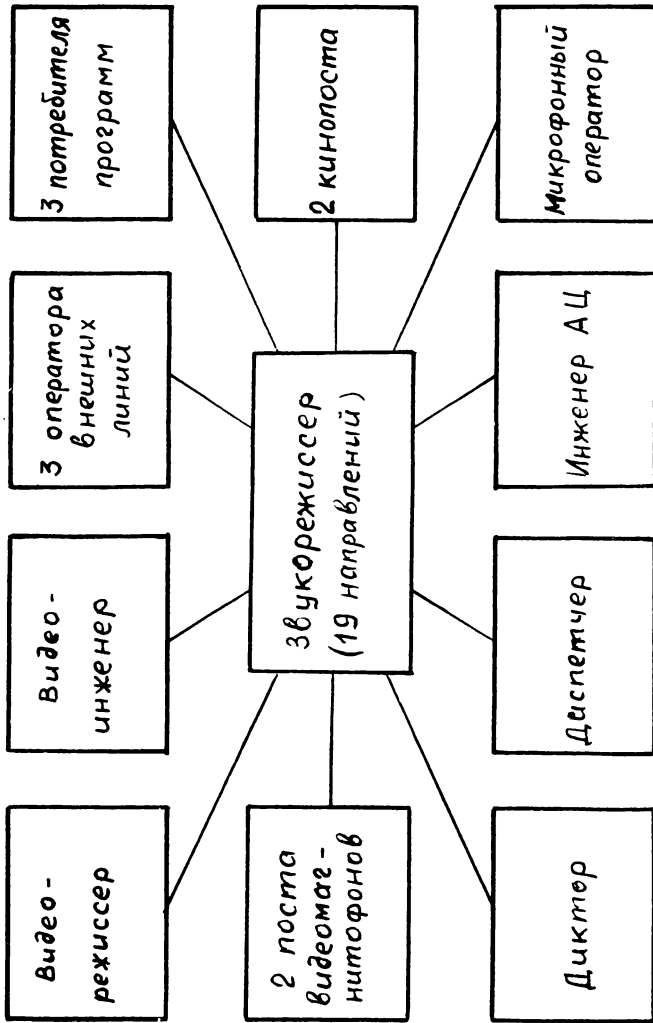 Видео-
режиссер
Видео-
инженер
3 оператора
внешних
линий
3 потребителя
программ
2 поста
видеомаг-
нитофонов
Звукорежиссер
(19 направлений)
2 кинопоста
Диктор
Диспетчер
Инженер АЦ
Микрофонный
оператор